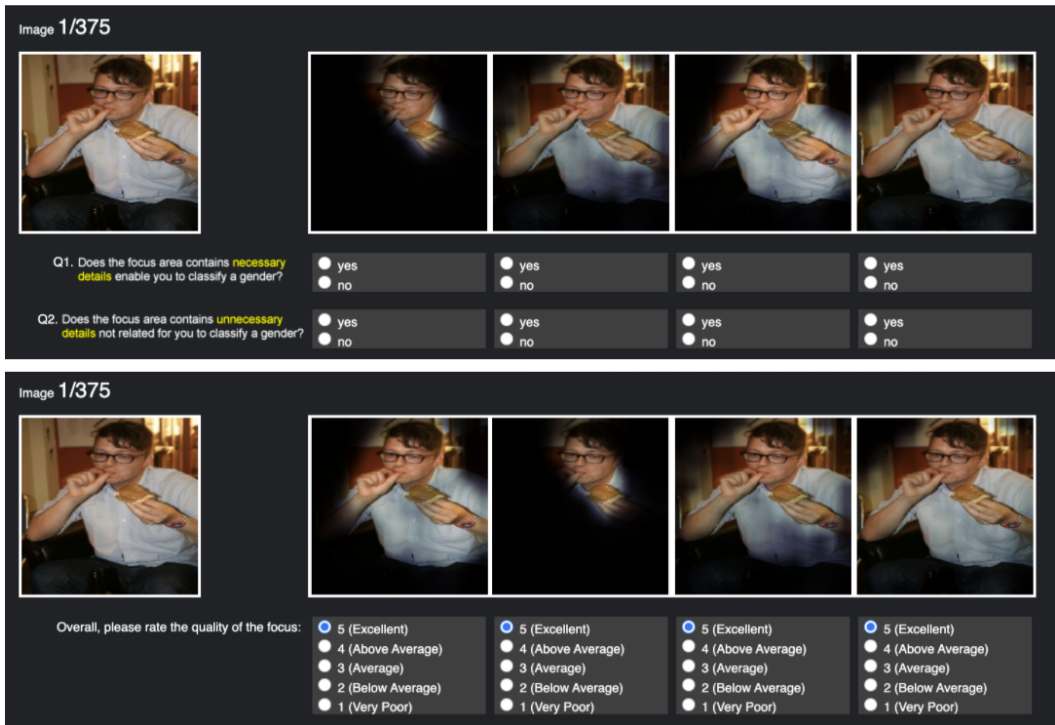 Image 1/375
Q1. Does the focus area contains necessary
details enable you to classify a gender?
yes yes yes yes
no no no no
Q2. Does the focus area contains unnecessary
details not related for you to classify a gender?
yes yes yes yes
no no no no
Image 1/375
Overall, please rate the quality of the focus:
5 (Excellent) 5 (Excellent) 5 (Excellent) 5 (Excellent)
4 (Above Average) 4 (Above Average) 4 (Above Average) 4 (Above Average)
3 (Average) 3 (Average) 3 (Average) 3 (Average)
2 (Below Average) 2 (Below Average) 2 (Below Average) 2 (Below Average)
1 (Very Poor) 1 (Very Poor) 1 (Very Poor) 1 (Very Poor)